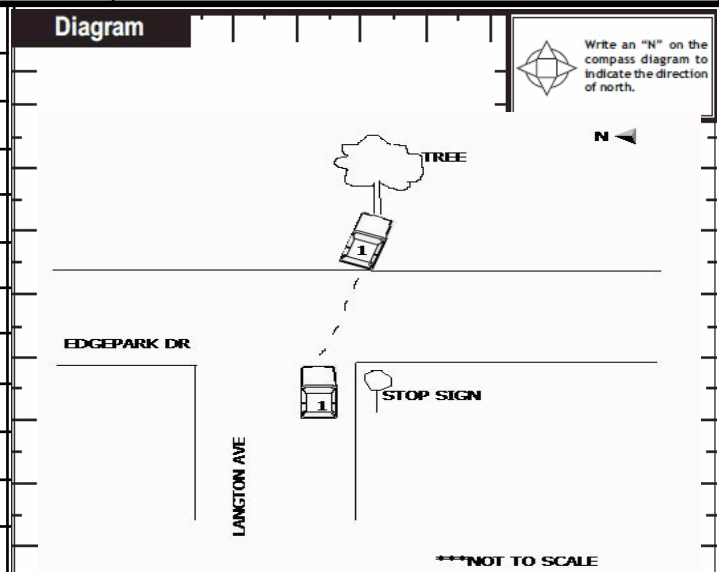 Diagram
Write an "N" on the
compass diagram to
indicate the direction
of north.
N
TREE
1
EDGEPARK DR
1
STOP SIGN
LANGTON AVE
***NOT TO SCALE